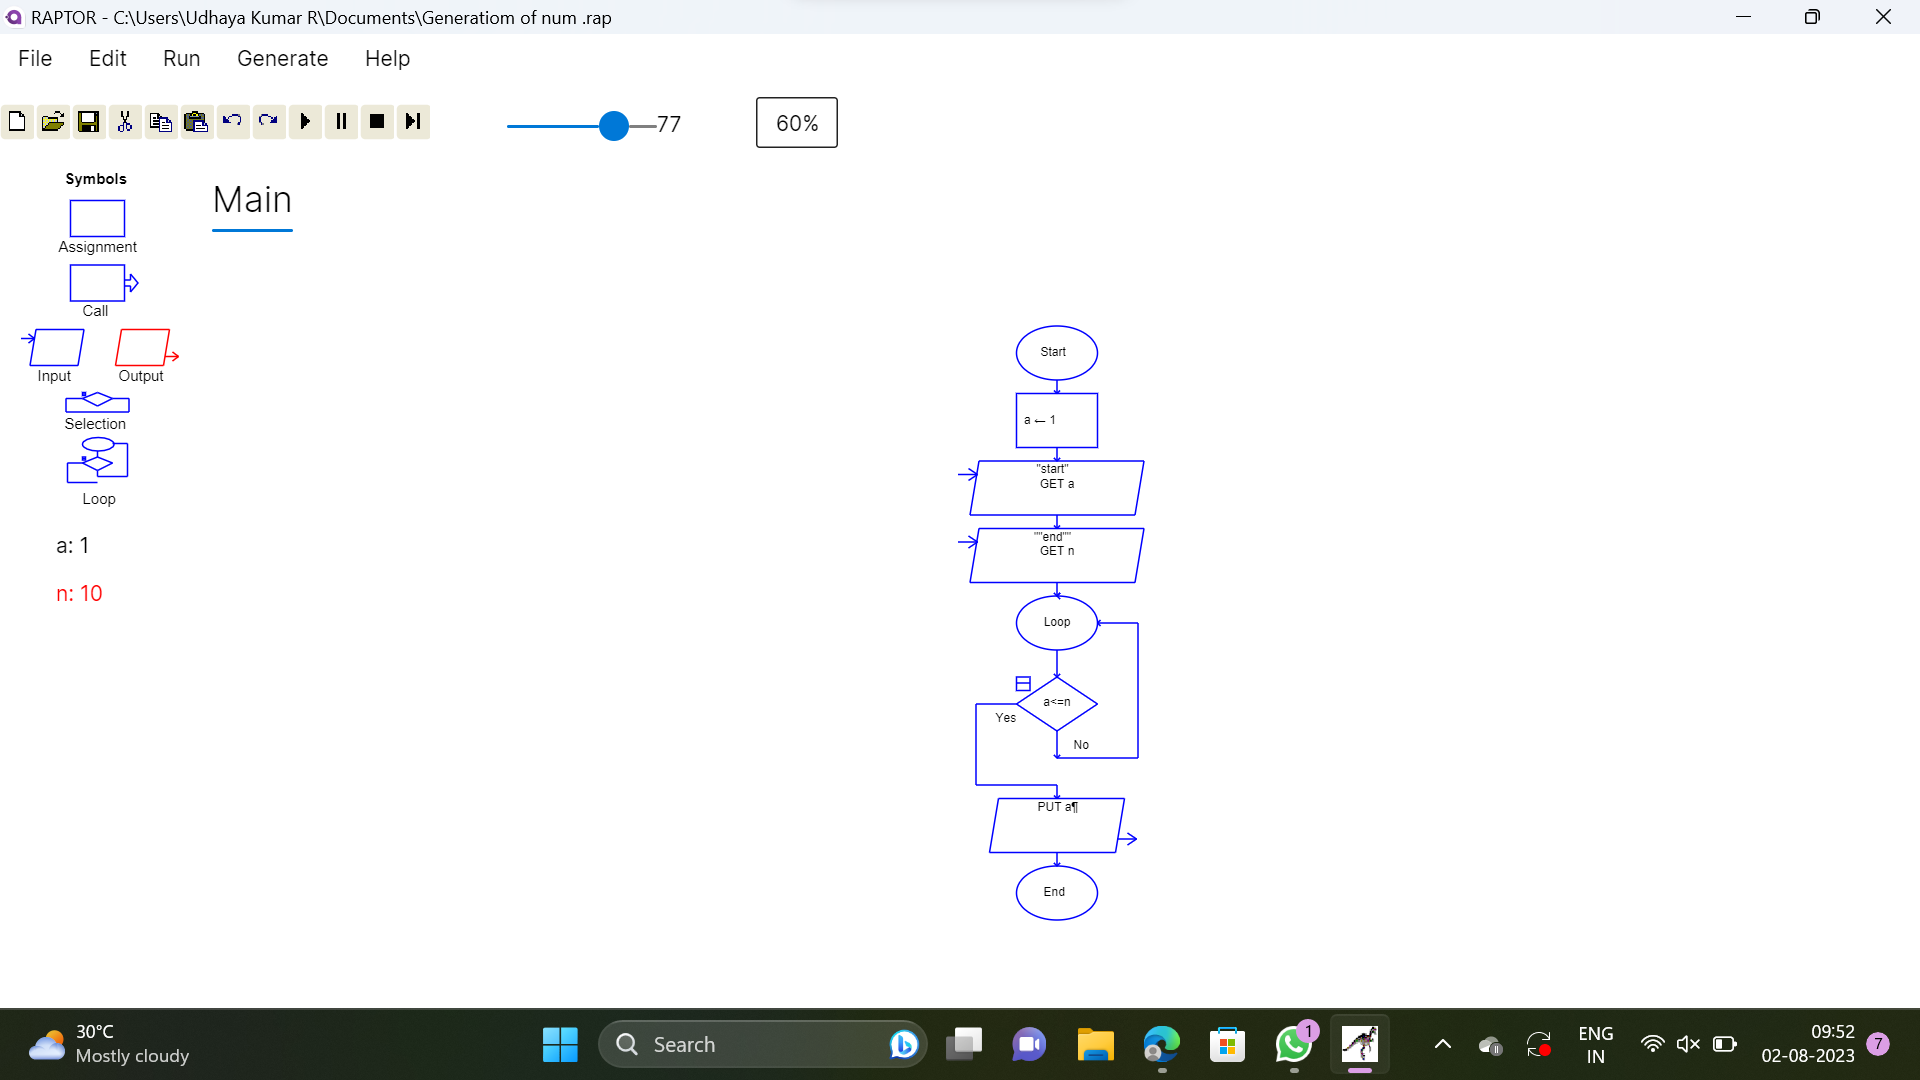 RAPTOR - C:\Users\Udhaya Kumar R\Documents\Generatiom of num .rap
File Edit Run Generate Help
77
60%
Symbols
Main
Assignment
Call
Input Output
Selection
Loop
a: 1
n: 10
Start
a ← 1
"start"
GET a
""end""
GET n
Loop
a<=n
Yes
No
PUT a¶
End
30°C
Mostly cloudy
Search
1
ENG
IN
09:52
02-08-2023
7